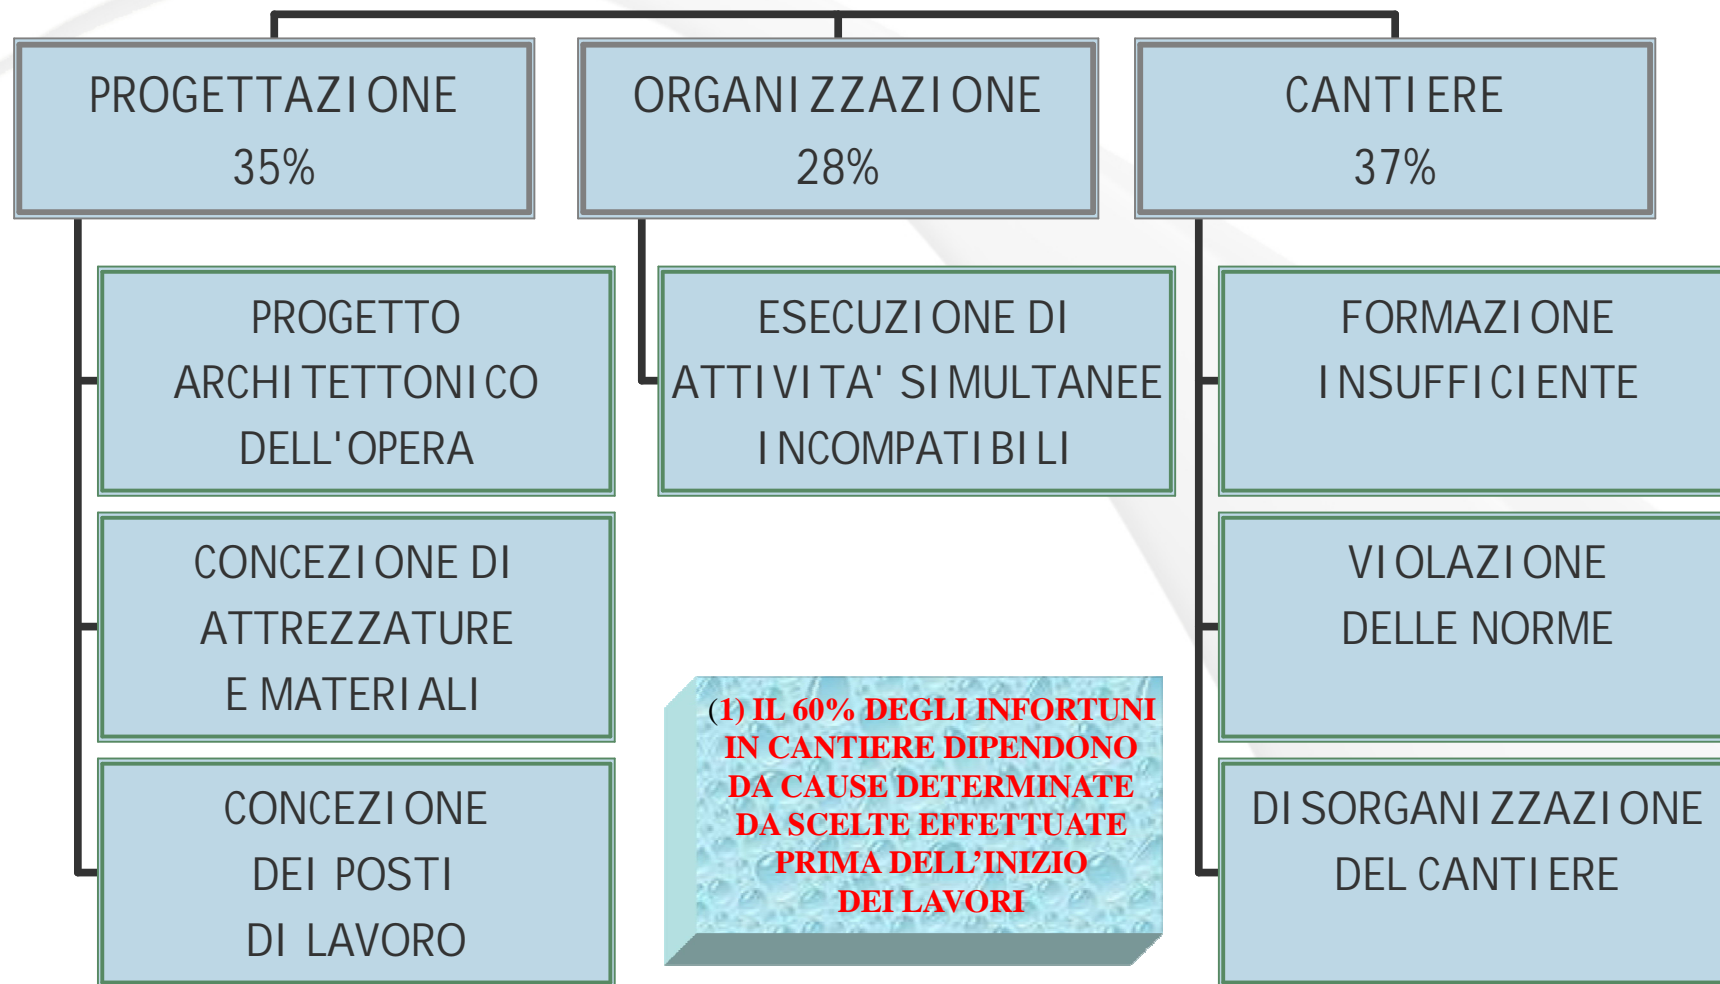 PROGETTAZIONE
35%
ORGANIZZAZIONE
28%
CANTIERE
37%
PROGETTO
ARCHITETTONICO
DELL'OPERA
CONCEZIONE DI
ATTREZZATURE
E MATERIALI
CONCEZIONE
DEI POSTI
DI LAVORO
ESECUZIONE DI
ATTIVITA' SIMULTANEE
INCOMPATIBILI
(1) IL 60% DEGLI INFORTUNI
IN CANTIERE DIPENDONO
DA CAUSE DETERMINATE
DA SCELTE EFFETTUATE
PRIMA DELL’INIZIO
DEI LAVORI
FORMAZIONE
INSUFFICIENTE
VIOLAZIONE
DELLE NORME
DISORGANIZZAZIONE
DEL CANTIERE